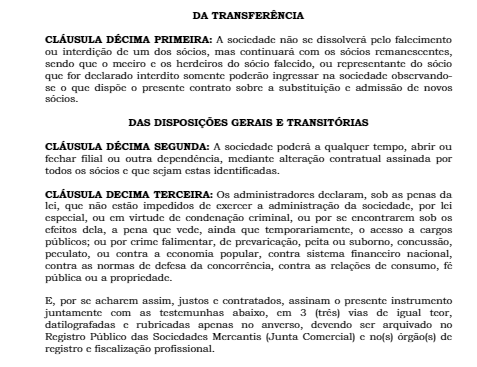 DA TRANSFERÊNCIA
CLÁUSULA DÉCIMA PRIMEIRA: A sociedade não se dissolverá pelo falecimento
ou interdição de um dos sócios, mas continuará com os sócios remanescentes,
sendo que o meeiro e os herdeiros do sócio falecido, ou representante do sócio
que for declarado interdito somente poderão ingressar na sociedade observando-
se o que dispõe o presente contrato sobre a substituição e admissão de novos
sócios.
DAS DISPOSIÇÕES GERAIS E TRANSITÓRIAS
CLÁUSULA DÉCIMA SEGUNDA: A sociedade poderá a qualquer tempo, abrir ou
fechar filial ou outra dependência, mediante alteração contratual assinada por
todos os sócios e que sejam estas identificadas.
CLÁUSULA DECIMA TERCEIRA: Os administradores declaram, sob as penas da
lei, que não estão impedidos de exercer a administração da sociedade, por lei
especial, ou em virtude de condenação criminal, ou por se encontrarem sob os
efeitos dela, a pena que vede, ainda que temporariamente, o acesso a cargos
públicos; ou por crime falimentar, de prevaricação, peita ou suborno, concussão,
peculato, ou contra a economia popular, contra sistema financeiro nacional,
contra as normas de defesa da concorrência, contra as relações de consumo, fé
pública ou a propriedade.
E, por se acharem assim, justos e contratados, assinam o presente instrumento
juntamente com as testemunhas abaixo, em 3 (três) vias de igual teor,
datilografadas e rubricadas apenas no anverso, devendo ser arquivado no
Registro Público das Sociedades Mercantis (Junta Comercial) e no(s) órgão(s) de
registro e fiscalização profissional.